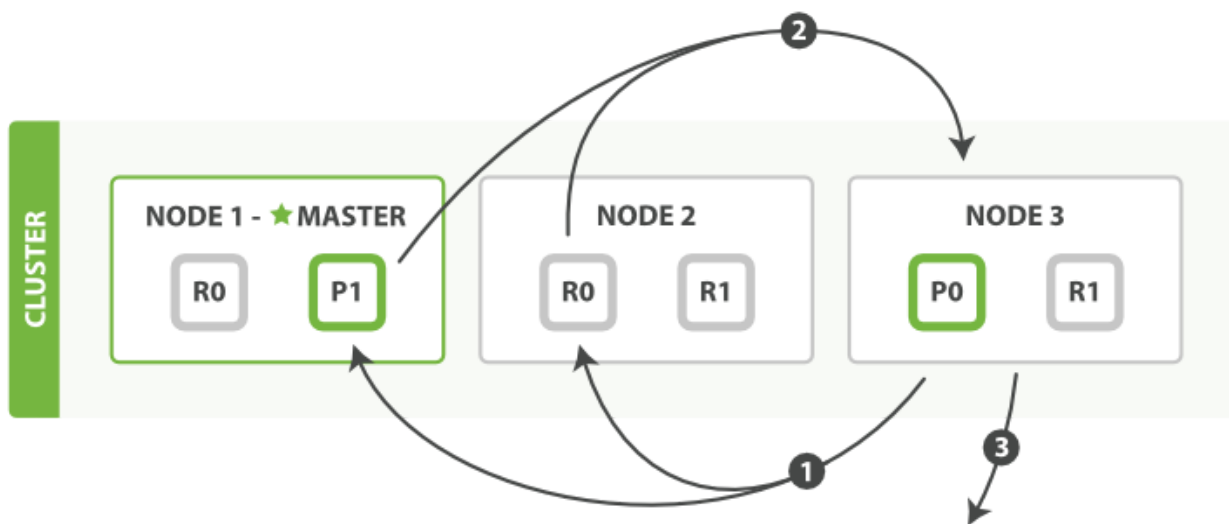 2
CLUSTER
NODE 1 - ★ MASTER
R0
P1
NODE 2
R0
R1
NODE 3
P0
R1
1
3